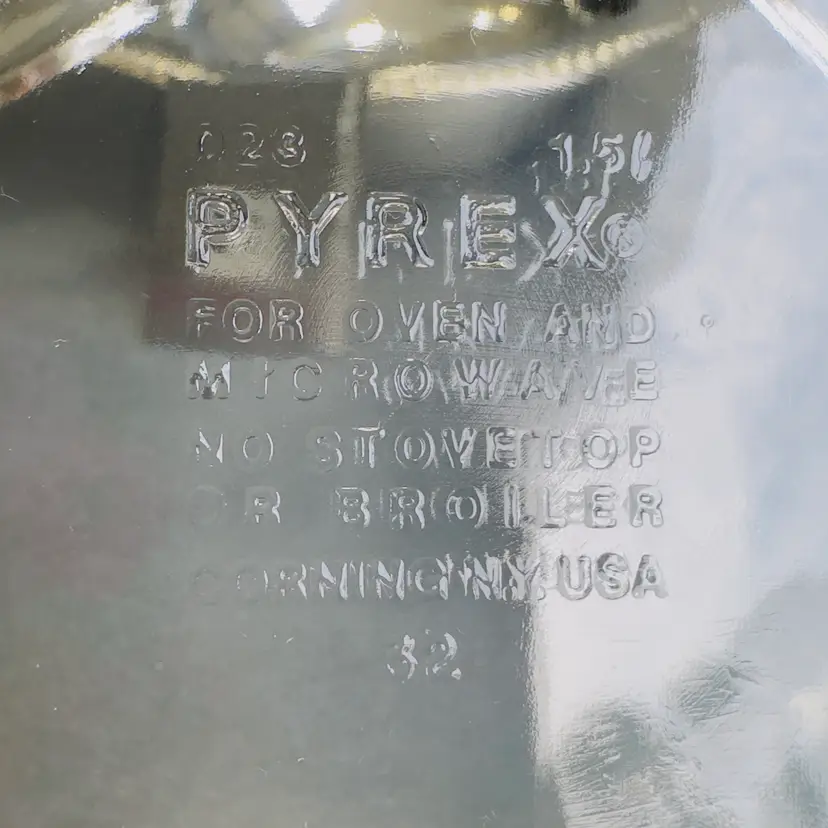 023 1.5l
PYREX®
FOR OVEN AND
MICROWAVE
NO STOVETOP
OR BROILER
CORNING NY. USA
32